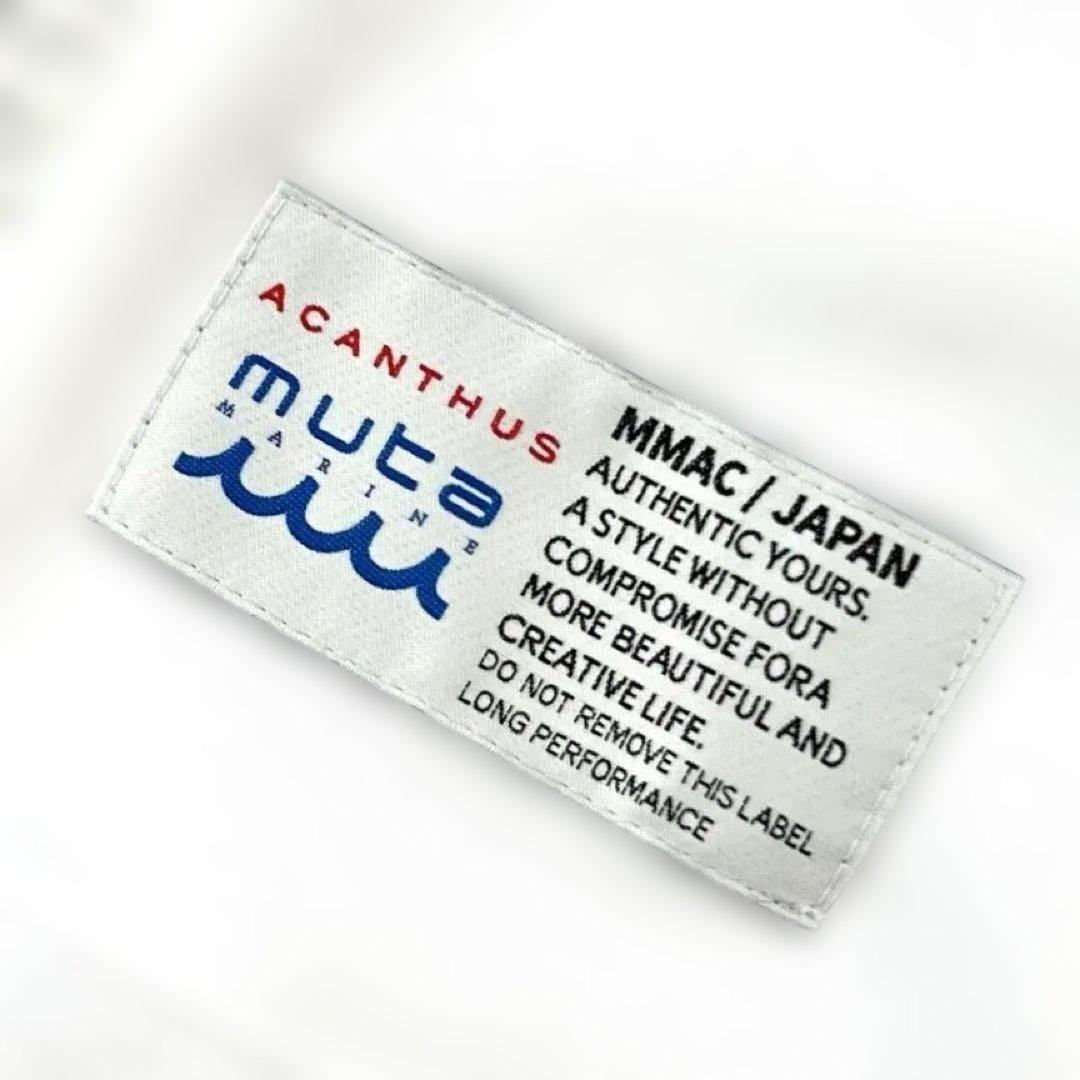 ACANTHUS
muta
MARINE
MMAC / JAPAN
AUTHENTIC YOURS.
A STYLE WITHOUT
COMPROMISE FORA
MORE BEAUTIFUL AND
CREATIVE LIFE.
DO NOT REMOVE THIS LABEL
LONG PERFORMANCE